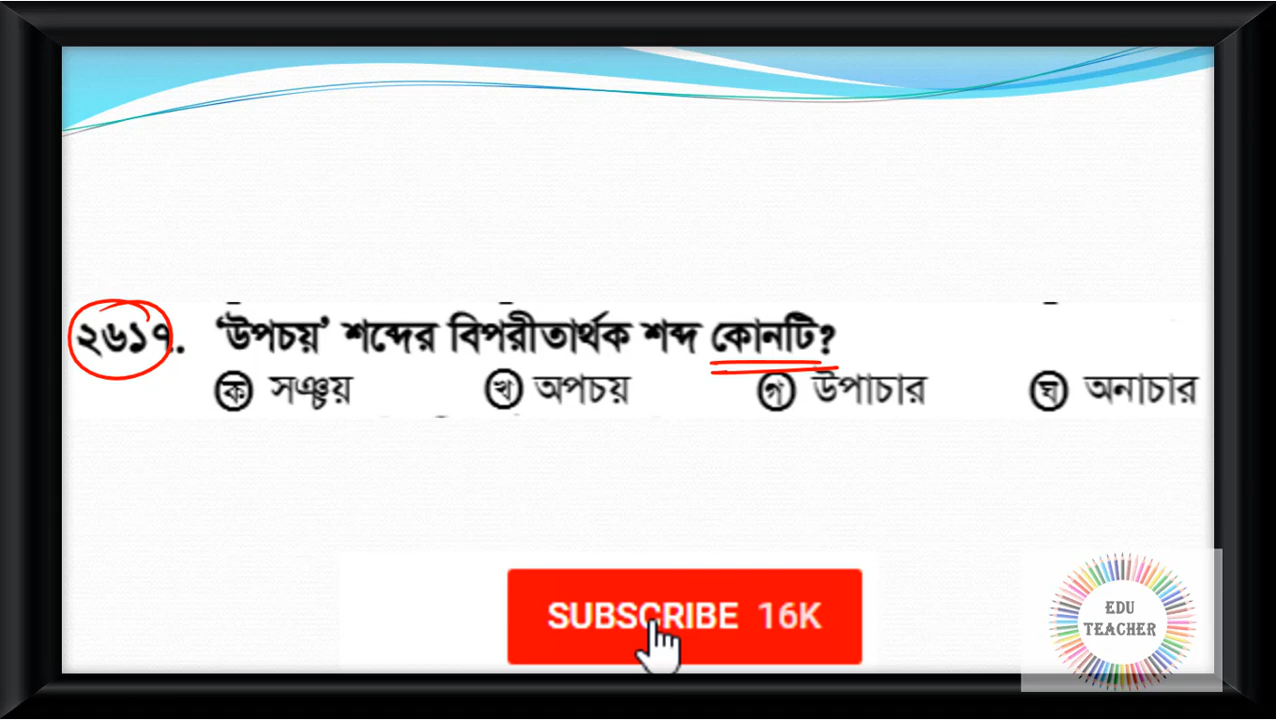 ২৬১৭. ‘উপচয়’ শব্দের বিপরীতার্থক শব্দ কোনটি?
ক সঞ্চয় খ অপচয় গ উপাচার ঘ অনাচার
SUBSCRIBE 16K
EDU
TEACHER